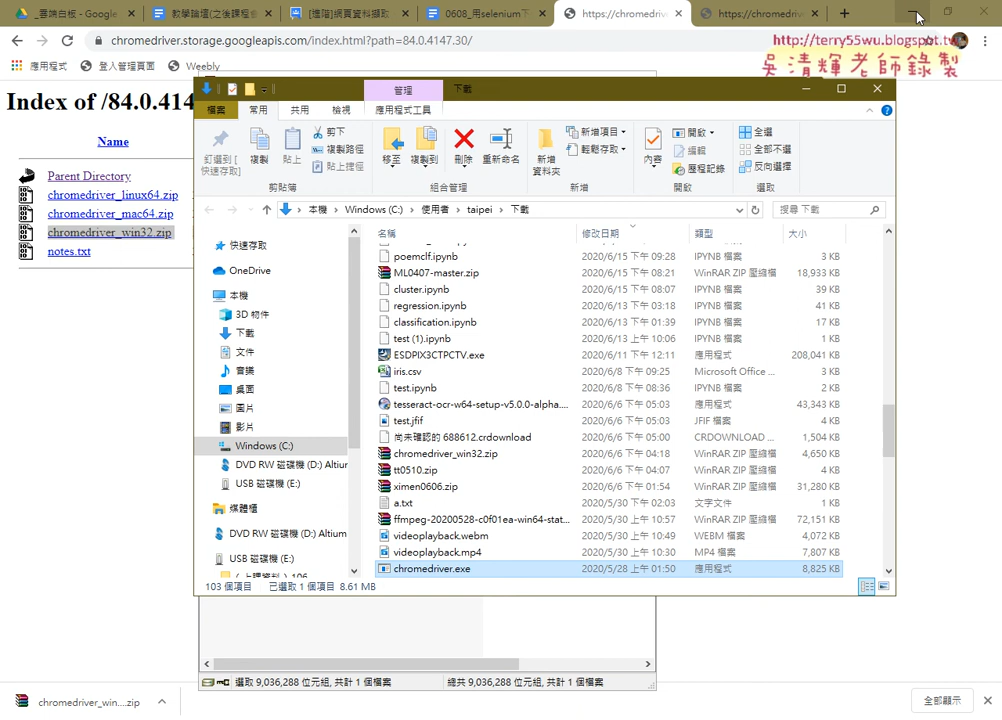 _雲端白板 - Google
教學論壇(之後課程會
[進階]網頁資料擷取
0608_用selenium下
https://chromedriv
https://chromedriv
chromedriver.storage.googleapis.com/index.html?path=84.0.4147.30/
http://terry55wu.blogspot.tw
吳清輝老師錄製
應用程式
登入管理頁面
Weebly
Index of /84.0.414
Name
Parent Directory
chromedriver_linux64.zip
chromedriver_mac64.zip
chromedriver_win32.zip
notes.txt
管理
下載
檔案
常用
共用
檢視
應用程式工具
釘選到 [快速存取]
複製
貼上
剪下
複製路徑
貼上捷徑
剪貼簿
移至
複製到
刪除
重新命名
組合管理
新增資料夾
新增項目
輕鬆存取
新增
內容
開啟
編輯
歷程記錄
開啟
全選
全部不選
反向選擇
選取
本機 › Windows (C:) › 使用者 › taipei › 下載
搜尋 下載
快速存取
OneDrive
本機
3D 物件
下載
文件
音樂
桌面
圖片
影片
Windows (C:)
DVD RW 磁碟機 (D:) Altiun
USB 磁碟機 (E:)
媒體櫃
DVD RW 磁碟機 (D:) Altium
USB 磁碟機 (E:)
名稱 修改日期 類型 大小
poemclf.ipynb 2020/6/15 下午 09:28 IPYNB 檔案 3 KB
ML0407-master.zip 2020/6/15 下午 08:21 WinRAR ZIP 壓縮檔 18,933 KB
cluster.ipynb 2020/6/15 下午 08:07 IPYNB 檔案 39 KB
regression.ipynb 2020/6/13 下午 03:18 IPYNB 檔案 41 KB
classification.ipynb 2020/6/13 下午 01:39 IPYNB 檔案 17 KB
test (1).ipynb 2020/6/13 上午 10:06 IPYNB 檔案 1 KB
ESDPIX3CTPCTV.exe 2020/6/11 下午 12:11 應用程式 208,041 KB
iris.csv 2020/6/8 下午 09:25 Microsoft Office ... 3 KB
test.ipynb 2020/6/8 下午 08:36 IPYNB 檔案 2 KB
tesseract-ocr-w64-setup-v5.0.0-alpha.... 2020/6/6 下午 05:03 應用程式 43,343 KB
test.jfif 2020/6/6 下午 05:03 JFIF 檔案 4 KB
尚未確認的 688612.crdownload 2020/6/6 下午 05:00 CRDOWNLOAD ... 1,504 KB
chromedriver_win32.zip 2020/6/6 下午 04:18 WinRAR ZIP 壓縮檔 4,650 KB
tt0510.zip 2020/6/6 下午 04:07 WinRAR ZIP 壓縮檔 4 KB
ximen0606.zip 2020/6/6 下午 01:54 WinRAR ZIP 壓縮檔 31,280 KB
a.txt 2020/5/30 下午 02:03 文字文件 1 KB
ffmpeg-20200528-c0f01ea-win64-stat... 2020/5/30 上午 10:57 WinRAR ZIP 壓縮檔 72,151 KB
videoplayback.webm 2020/5/30 上午 10:49 WEBM 檔案 4,072 KB
videoplayback.mp4 2020/5/30 上午 10:30 MP4 檔案 7,807 KB
chromedriver.exe 2020/5/28 上午 01:50 應用程式 8,825 KB
103 個項目 已選取 1 個項目 8.61 MB
選取 9,036,288 位元組, 共計 1 個檔案
總共 9,036,288 位元組, 共計 1 個檔案
chromedriver_win....zip
全部顯示